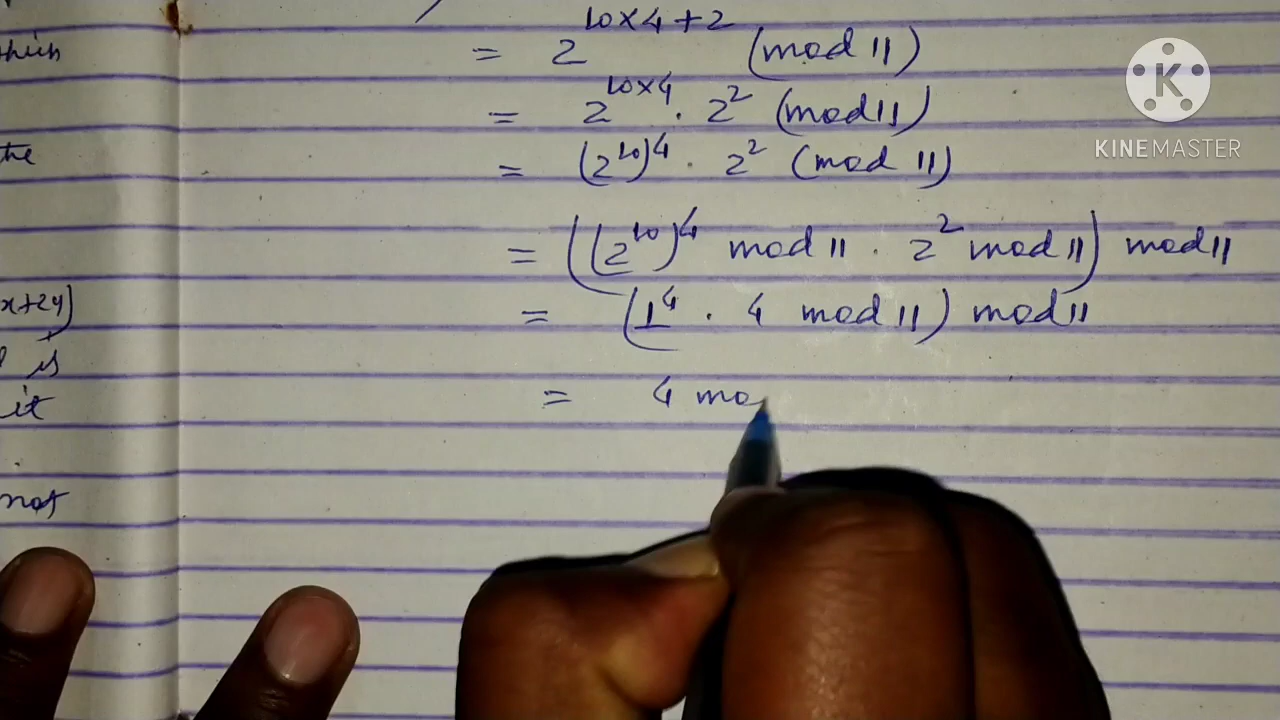 = 2^10×4+2 (mod 11)
= 2^10×4 . 2^2 (mod 11)
= (2^10)^4 . 2^2 (mod 11)
= ((2^10)^4 mod 11 . 2^2 mod 11) mod 11
= (1^4 . 4 mod 11) mod 11
= 4 mo
the
x+2y)
is
it
not
KINEMASTER